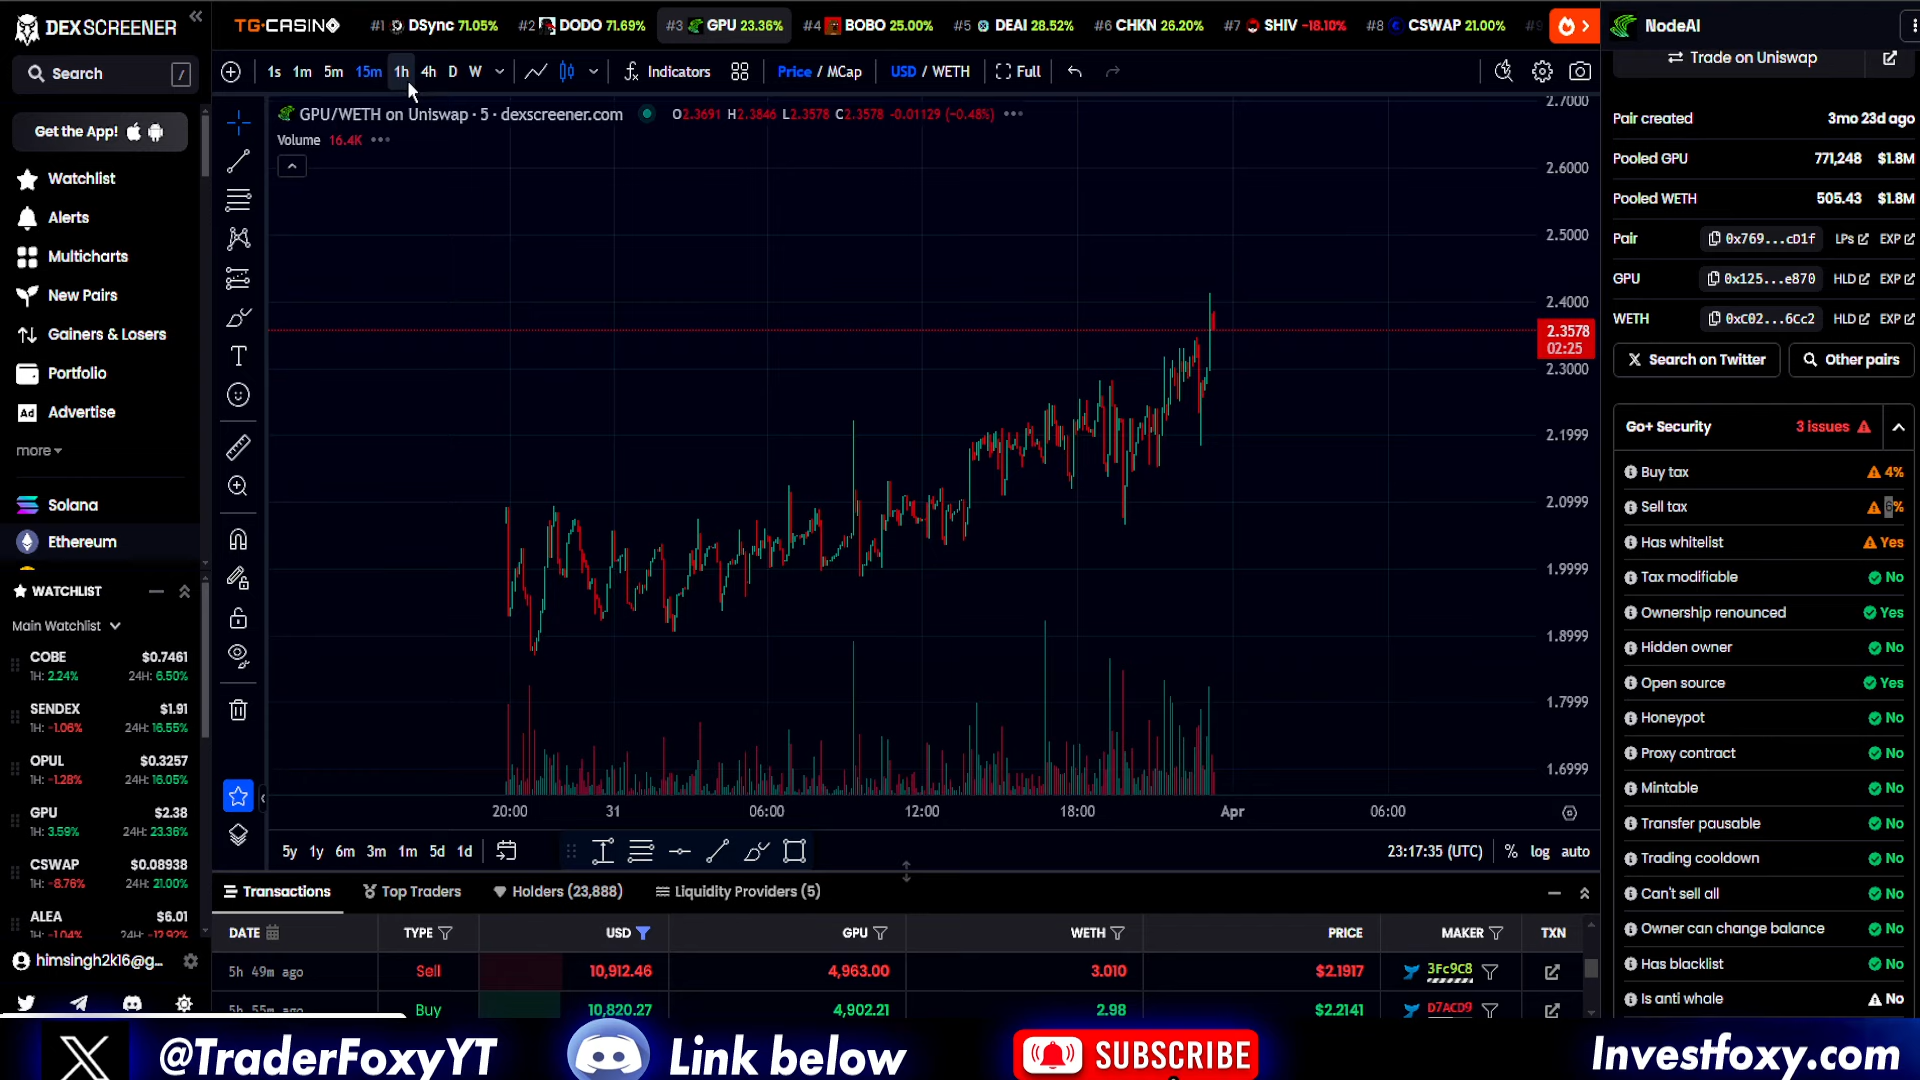 DEXSCREENER
Search /
Get the App!
Watchlist
Alerts
Multicharts
New Pairs
Gainers & Losers
Portfolio
Ad Advertise
more
Solana
Ethereum
WATCHLIST
Main Watchlist
COBE $0.7461
1H: 2.24% 24H: 6.50%
SENDEX $1.91
1H: -1.06% 24H: 16.55%
OPUL $0.3257
1H: -1.28% 24H: 16.05%
GPU $2.38
1H: 3.59% 24H: 23.36%
CSWAP $0.08938
1H: -8.76% 24H: 21.00%
ALEA $6.01
1H: -1.04% 24H: -12.92%
himsingh2k16@g...
TG.CASINO #1 DSync 71.05% #2 DODO 71.69% #3 GPU 23.36% #4 BOBO 25.00% #5 DEAI 28.52% #6 CHKN 26.20% #7 SHIV -18.10% #8 CSWAP 21.00% #9
1s 1m 5m 15m 1h 4h D W Indicators Price / MCap USD / WETH Full
GPU/WETH on Uniswap · 5 · dexscreener.com O2.3691 H2.3846 L2.3578 C2.3578 -0.01129 (-0.48%)
Volume 16.4K
2.7000
2.6000
2.5000
2.4000
2.3578
02:25
2.3000
2.1999
2.0999
1.9999
1.8999
1.7999
1.6999
20:00 31 06:00 12:00 18:00 Apr 06:00
5y 1y 6m 3m 1m 5d 1d 23:17:35 (UTC) % log auto
Transactions Top Traders Holders (23,888) Liquidity Providers (5)
DATE TYPE USD GPU WETH PRICE MAKER TXN
5h 49m ago Sell 10,912.46 4,963.00 3.010 $2.1917 3Fc9C8
5h 55m ago Buy 10,820.27 4,902.21 2.98 $2.2141 D7ACD9
NodeAI
Trade on Uniswap
Pair created 3mo 23d ago
Pooled GPU 771,248 $1.8M
Pooled WETH 505.43 $1.8M
Pair 0x769...cD1f LPs EXP
GPU 0x125...e870 HLD EXP
WETH 0xC02...6Cc2 HLD EXP
Search on Twitter Other pairs
Go+ Security 3 issues
Buy tax 4%
Sell tax %
Has whitelist Yes
Tax modifiable No
Ownership renounced Yes
Hidden owner No
Open source Yes
Honeypot No
Proxy contract No
Mintable No
Transfer pausable No
Trading cooldown No
Can't sell all No
Owner can change balance No
Has blacklist No
Is anti whale No
@TraderFoxyYT Link below SUBSCRIBE Investfoxy.com